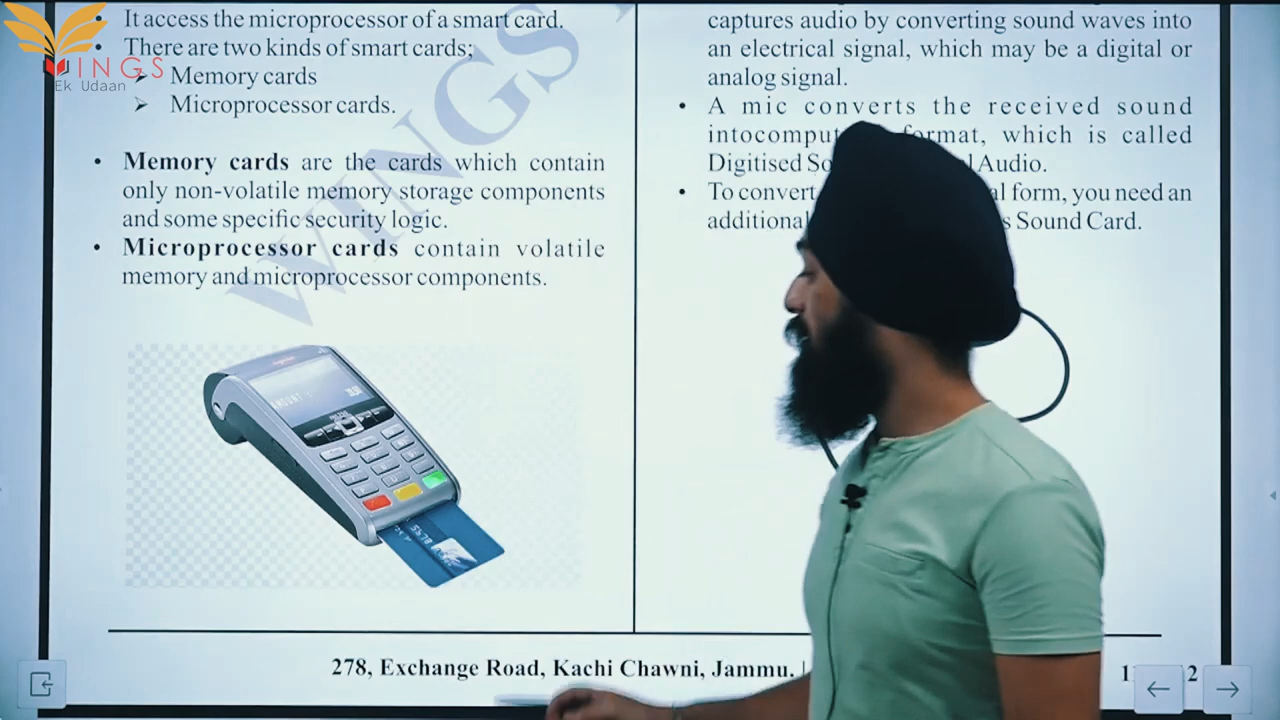 It access the microprocessor of a smart card.
There are two kinds of smart cards;
Memory cards
Microprocessor cards.
Memory cards are the cards which contain
only non-volatile memory storage components
and some specific security logic.
Microprocessor cards contain volatile
memory and microprocessor components.
captures audio by converting sound waves into
an electrical signal, which may be a digital or
analog signal.
A mic converts the received sound
format, which is called
Digitised Audio.
To convert form, you need an
additional Sound Card.
278, Exchange Road, Kachi Chawni, Jammu. |
WINGS
INGS
Ek Udaan
AMOUNT
5578